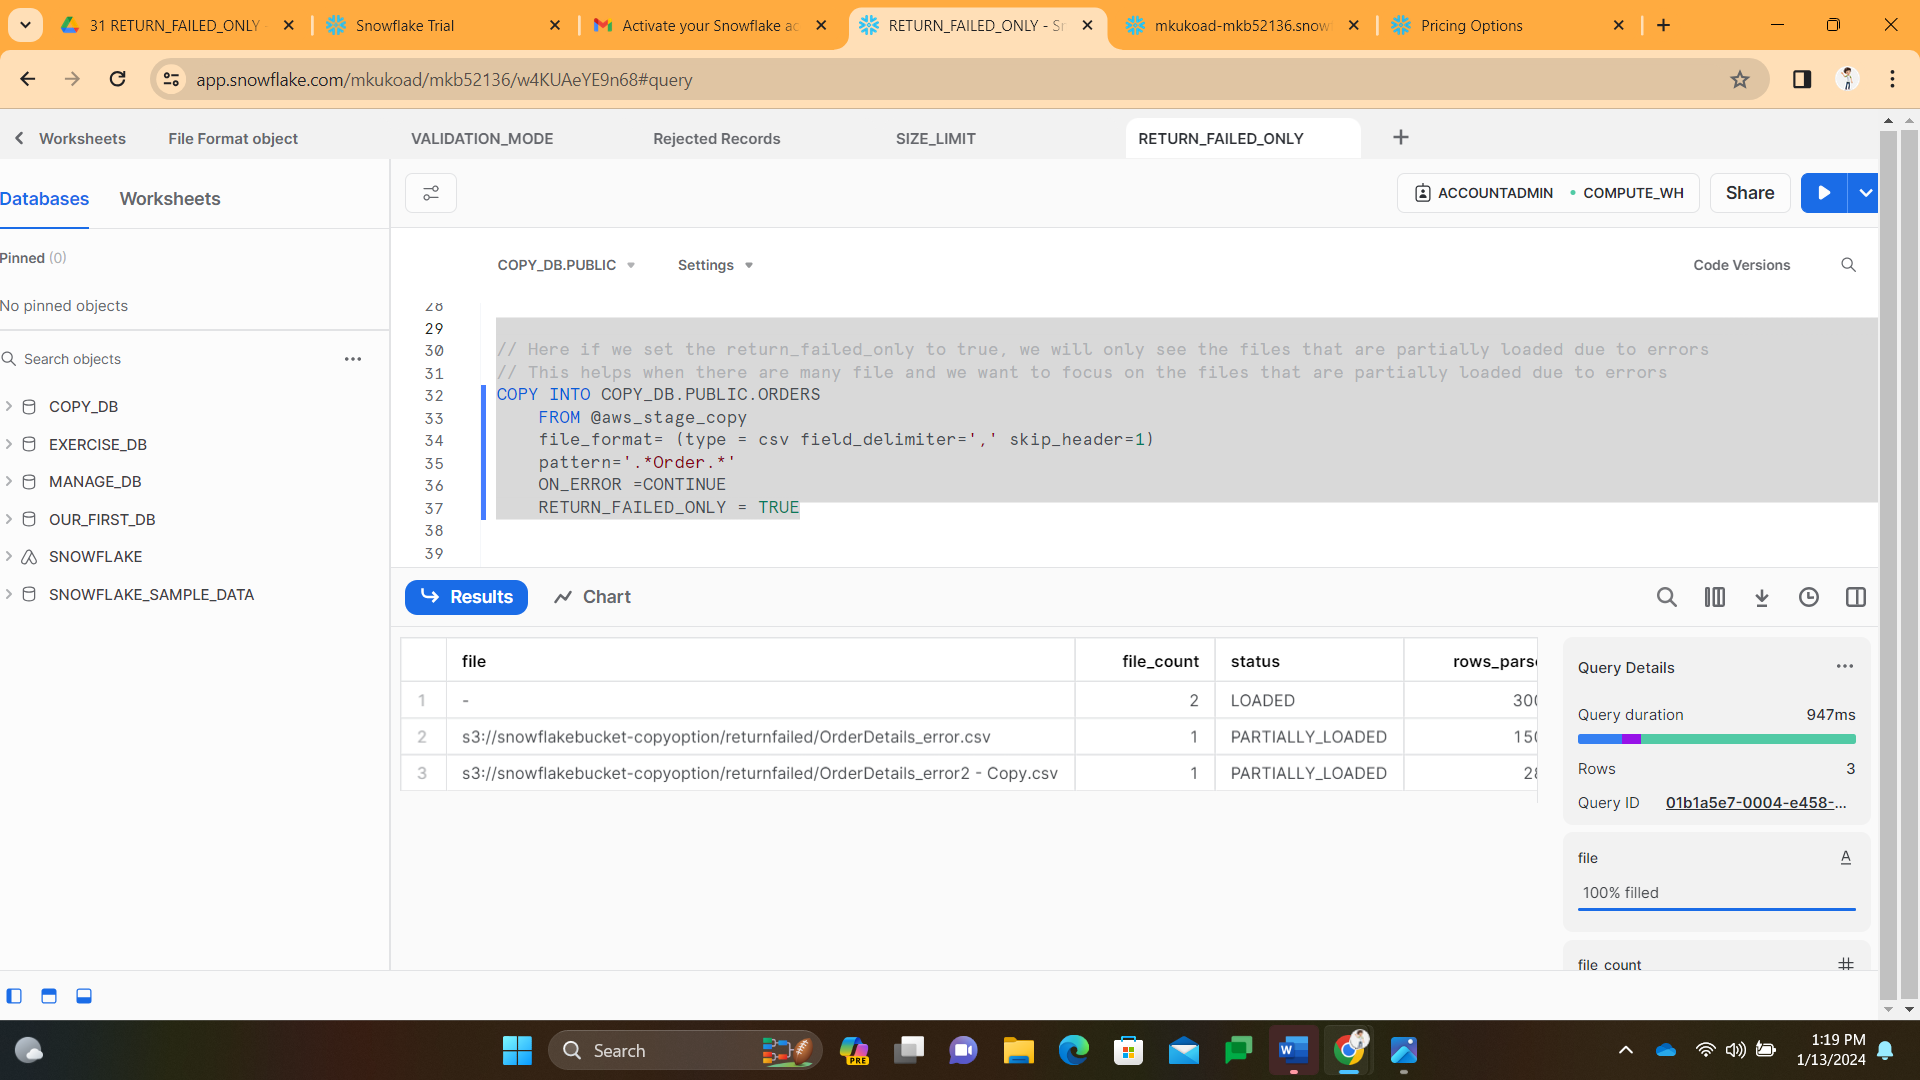 31 RETURN_FAILED_ONLY
Snowflake Trial
Activate your Snowflake ac
RETURN_FAILED_ONLY - Sn
mkukoad-mkb52136.snow
Pricing Options
app.snowflake.com/mkukoad/mkb52136/w4KUAeYE9n68#query
Worksheets
File Format object
VALIDATION_MODE
Rejected Records
SIZE_LIMIT
RETURN_FAILED_ONLY
Databases
Worksheets
ACCOUNTADMIN
COMPUTE_WH
Share
Pinned (0)
No pinned objects
Search objects
COPY_DB
EXERCISE_DB
MANAGE_DB
OUR_FIRST_DB
SNOWFLAKE
SNOWFLAKE_SAMPLE_DATA
COPY_DB.PUBLIC
Settings
Code Versions
28
29
30 // Here if we set the return_failed_only to true, we will only see the files that are partially loaded due to errors
31 // This helps when there are many file and we want to focus on the files that are partially loaded due to errors
32 COPY INTO COPY_DB.PUBLIC.ORDERS
33 FROM @aws_stage_copy
34 file_format= (type = csv field_delimiter=',' skip_header=1)
35 pattern='.*Order.*'
36 ON_ERROR =CONTINUE
37 RETURN_FAILED_ONLY = TRUE
38
39
Results
Chart
file file_count status rows_parse
1 - 2 LOADED 300
2 s3://snowflakebucket-copyoption/returnfailed/OrderDetails_error.csv 1 PARTIALLY_LOADED 150
3 s3://snowflakebucket-copyoption/returnfailed/OrderDetails_error2 - Copy.csv 1 PARTIALLY_LOADED 28
Query Details
Query duration 947ms
Rows 3
Query ID 01b1a5e7-0004-e458-...
file A
100% filled
file_count #
Search
PRE
W
1:19 PM
1/13/2024